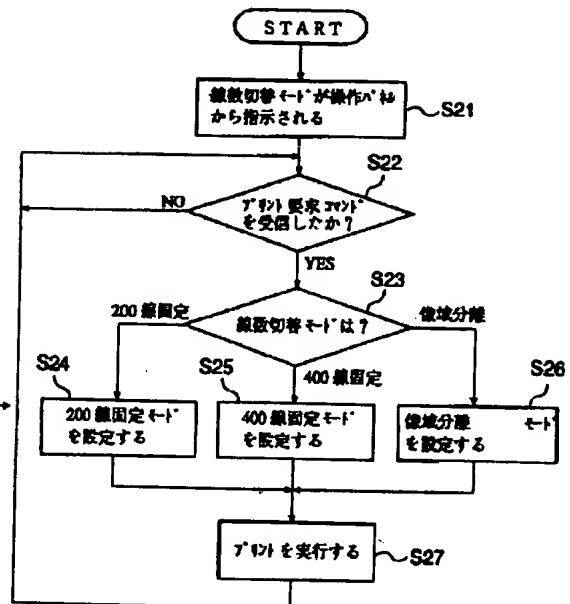 START
線数切替モードが操作パネル
から指示される
S21
S22
NO
プリント要求コマンド
を受信したか?
YES
S23
200線固定
線数切替モードは?
像域分離
S24
S25
400線固定
S26
200線固定モード
を設定する
400線固定モード
を設定する
像域分離 モード
を設定する
プリントを実行する
S27